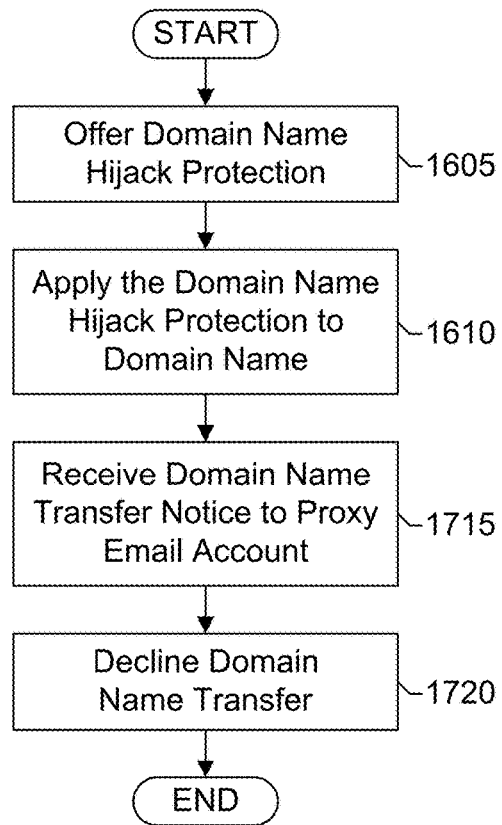 START
Offer Domain Name
Hijack Protection
1605
Apply the Domain Name
Hijack Protection to
Domain Name
1610
Receive Domain Name
Transfer Notice to Proxy
Email Account
1715
Decline Domain
Name Transfer
1720
END